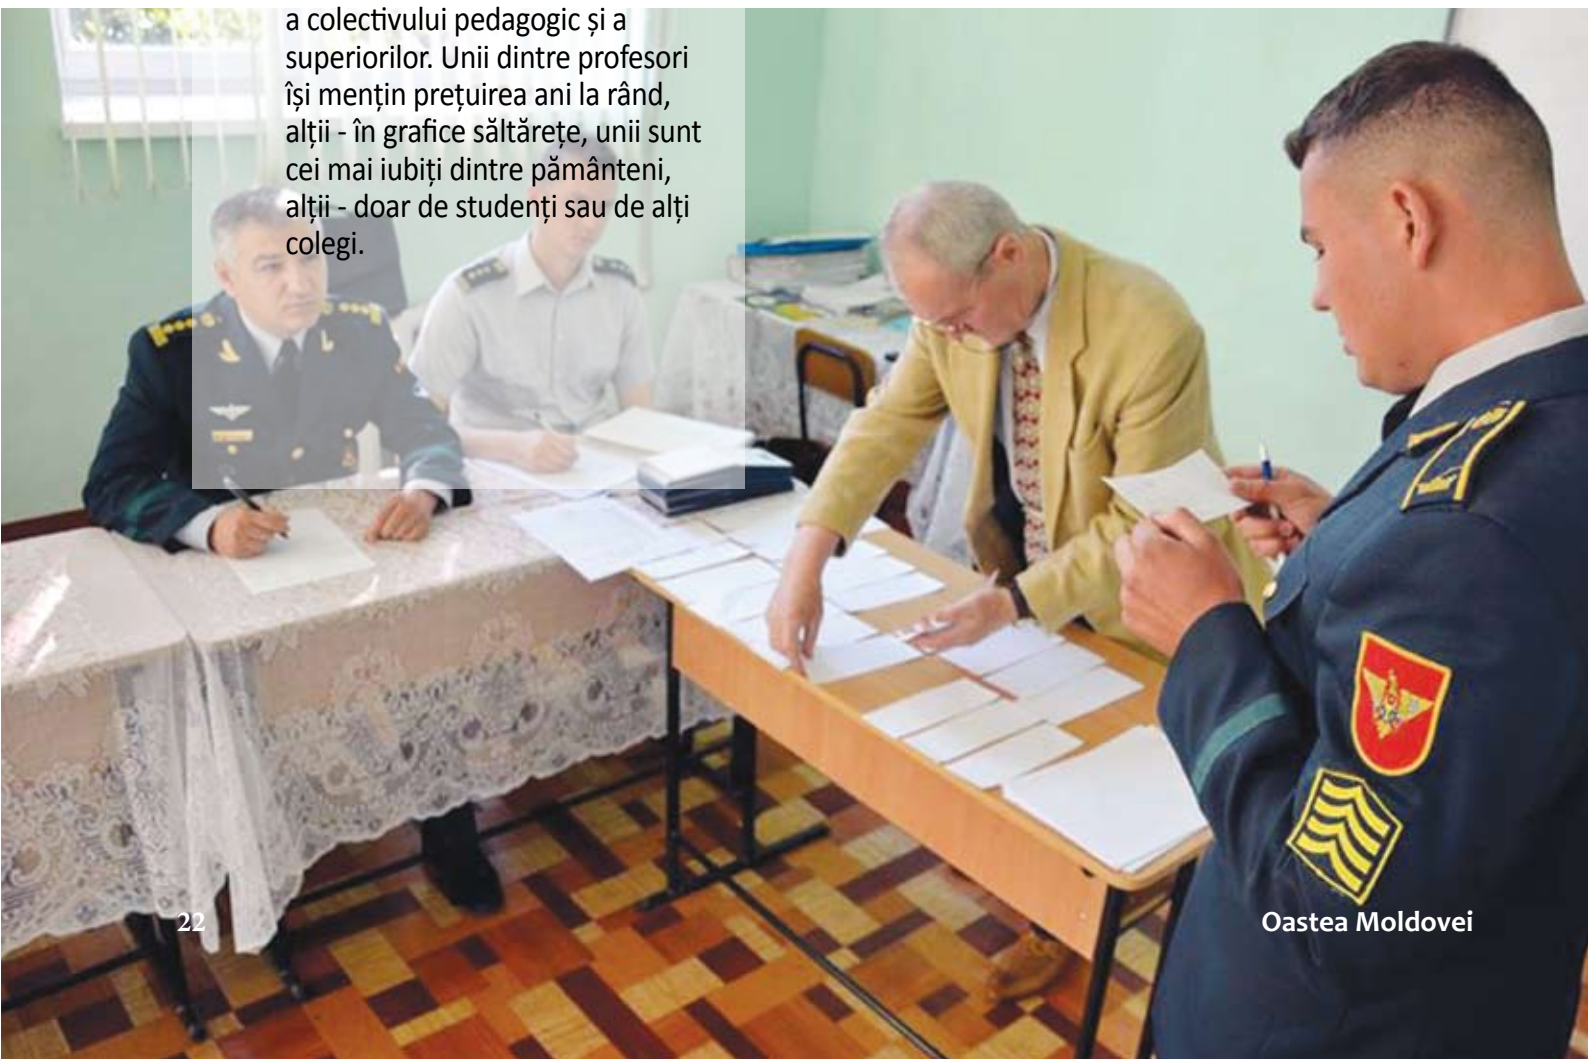 a colectivului pedagogic și a
superiorilor. Unii dintre profesori
își mențin prețuirea ani la rând,
alții - în grafice săltărețe, unii sunt
cei mai iubiți dintre pământeni,
alții - doar de studenți sau de alți
colegi.
22
Oastea Moldovei